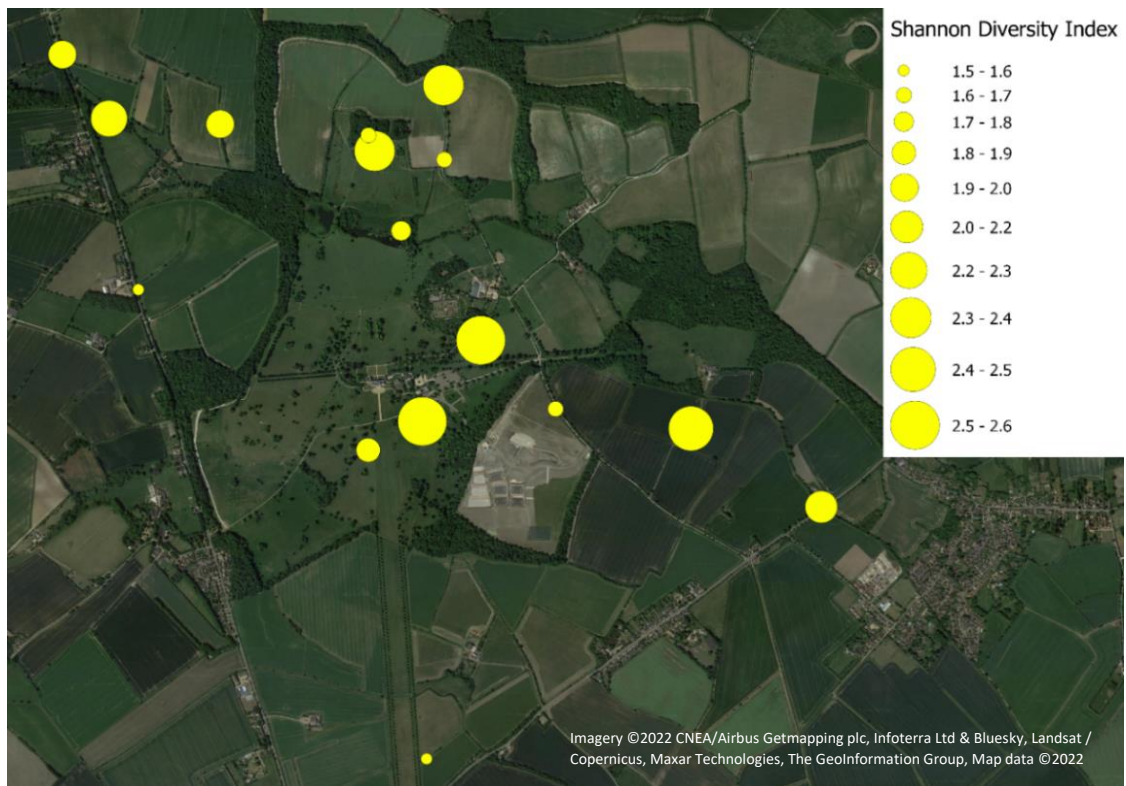 Shannon Diversity Index
1.5 - 1.6
1.6 - 1.7
1.7 - 1.8
1.8 - 1.9
1.9 - 2.0
2.0 - 2.2
2.2 - 2.3
2.3 - 2.4
2.4 - 2.5
2.5 - 2.6
Imagery ©2022 CNEA/Airbus Getmapping plc, Infoterra Ltd & Bluesky, Landsat /
Copernicus, Maxar Technologies, The GeoInformation Group, Map data ©2022